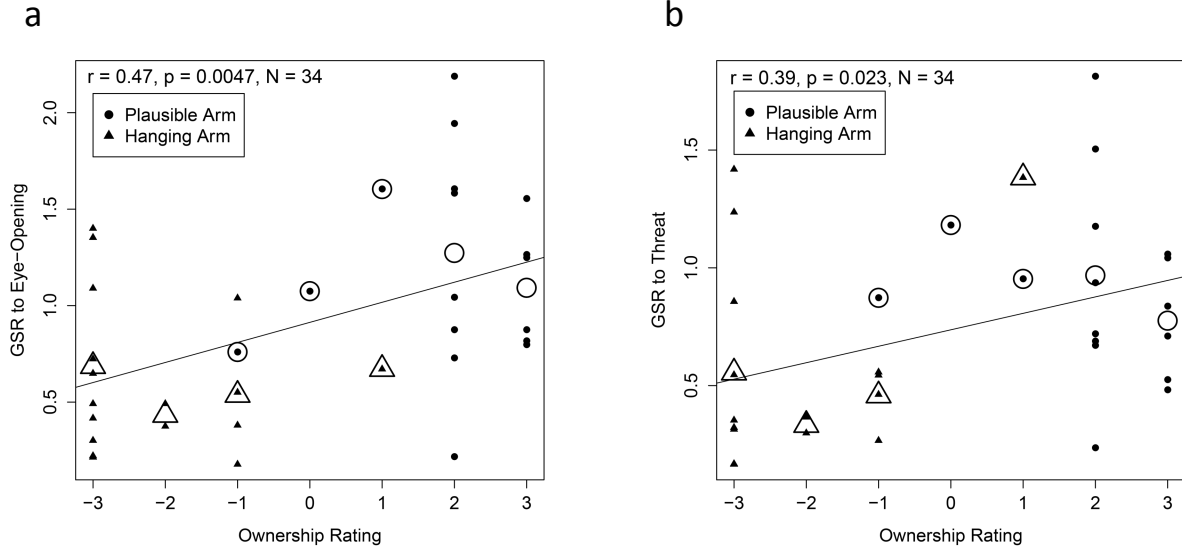 a
r = 0.47, p = 0.0047, N = 34
Plausible Arm
Hanging Arm
GSR to Eye−Opening
2.0
1.5
1.0
0.5
−3 −2 −1 0 1 2 3
Ownership Rating
b
r = 0.39, p = 0.023, N = 34
Plausible Arm
Hanging Arm
GSR to Threat
1.5
1.0
0.5
−3 −2 −1 0 1 2 3
Ownership Rating